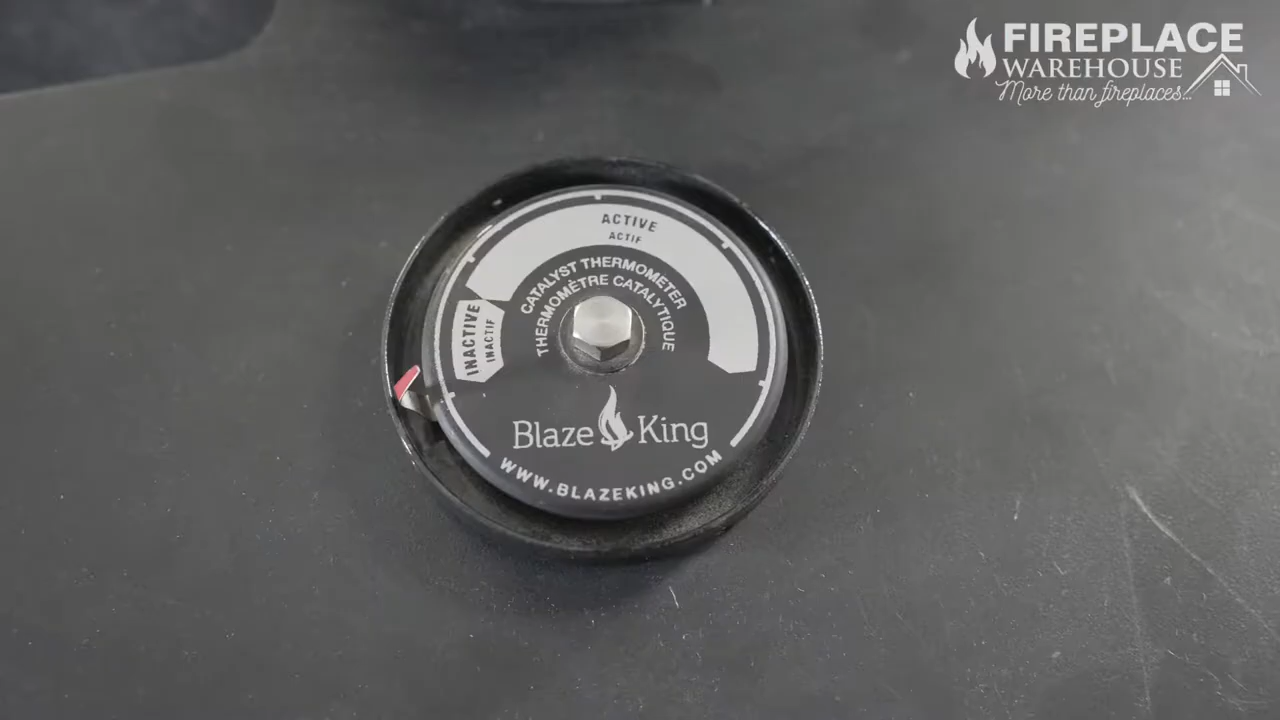 FIREPLACE
WAREHOUSE
More than fireplaces...
ACTIVE
ACTIF
CATALYST THERMOMETER
THERMOMÈTRE CATALYTIQUE
INACTIVE
INACTIF
Blaze King
WWW.BLAZEKING.COM